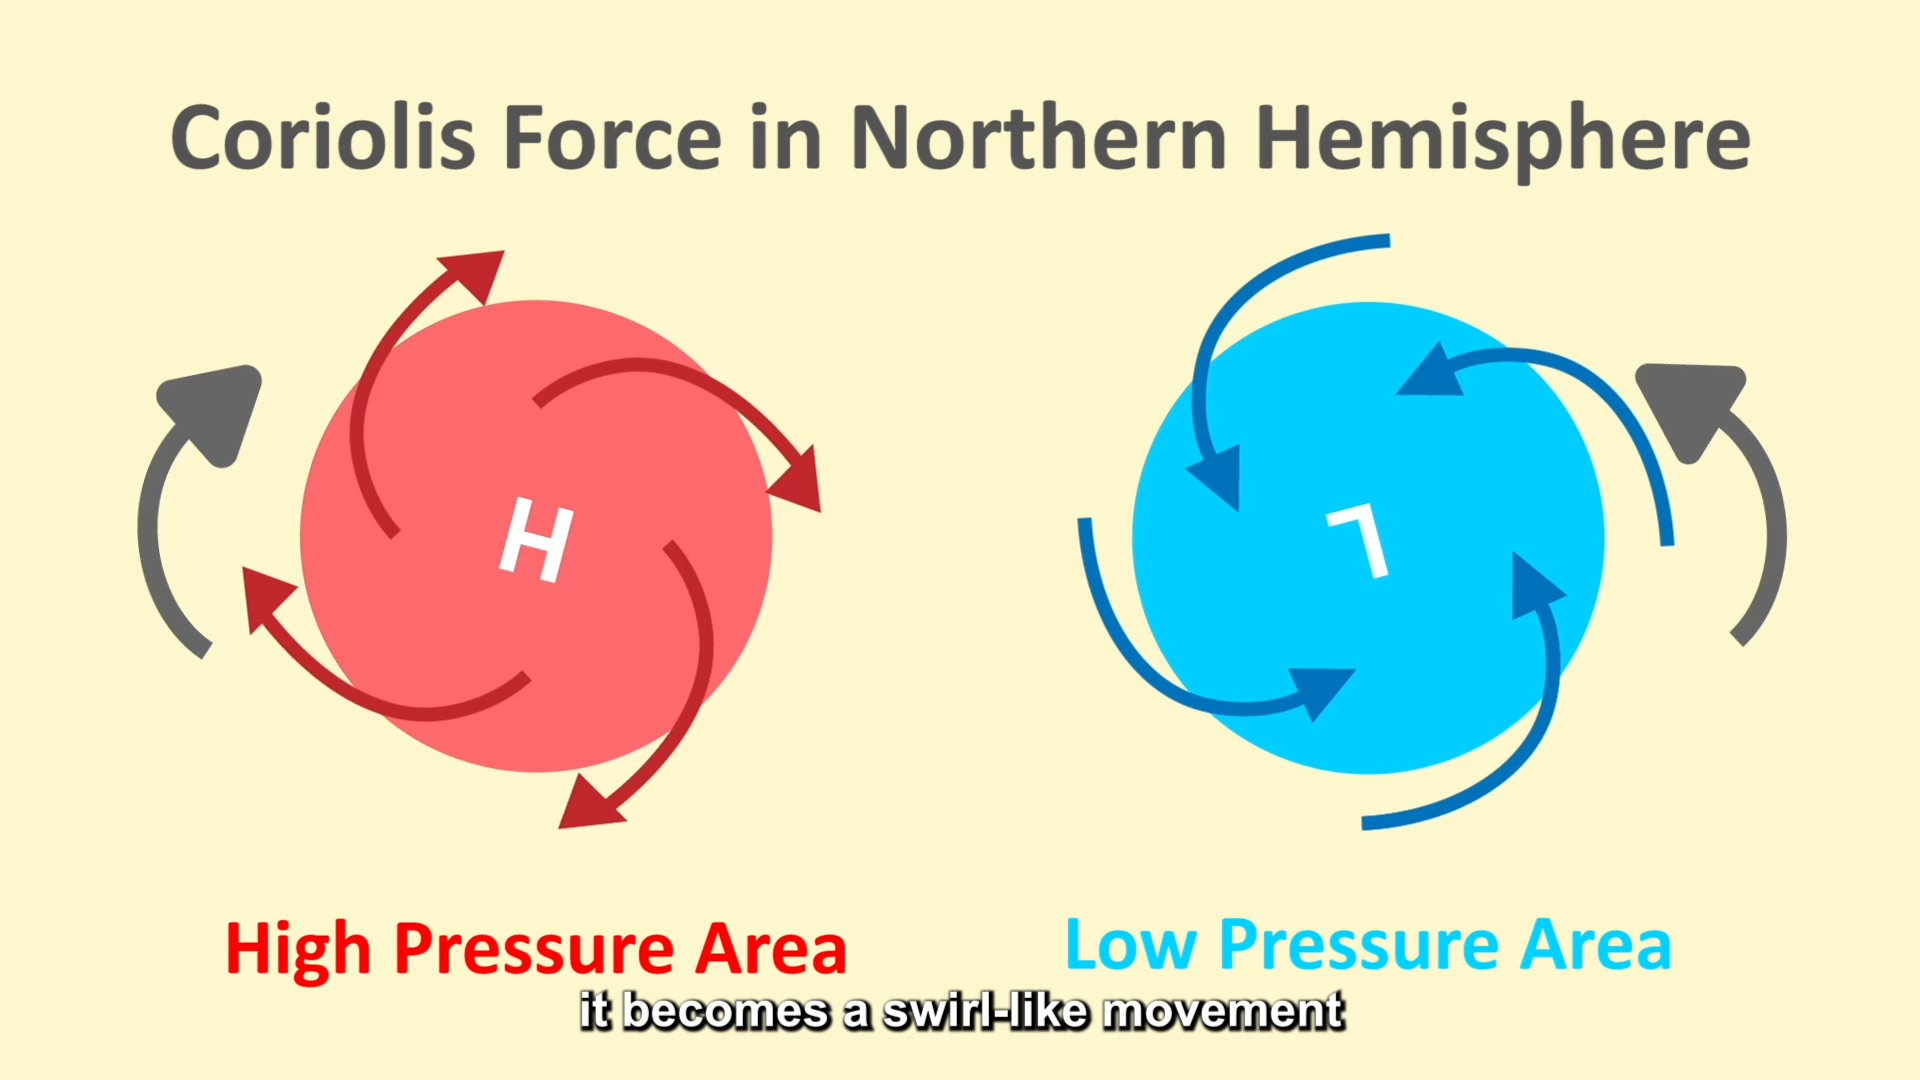 Coriolis Force in Northern Hemisphere
H
L
High Pressure Area
Low Pressure Area
it becomes a swirl-like movement